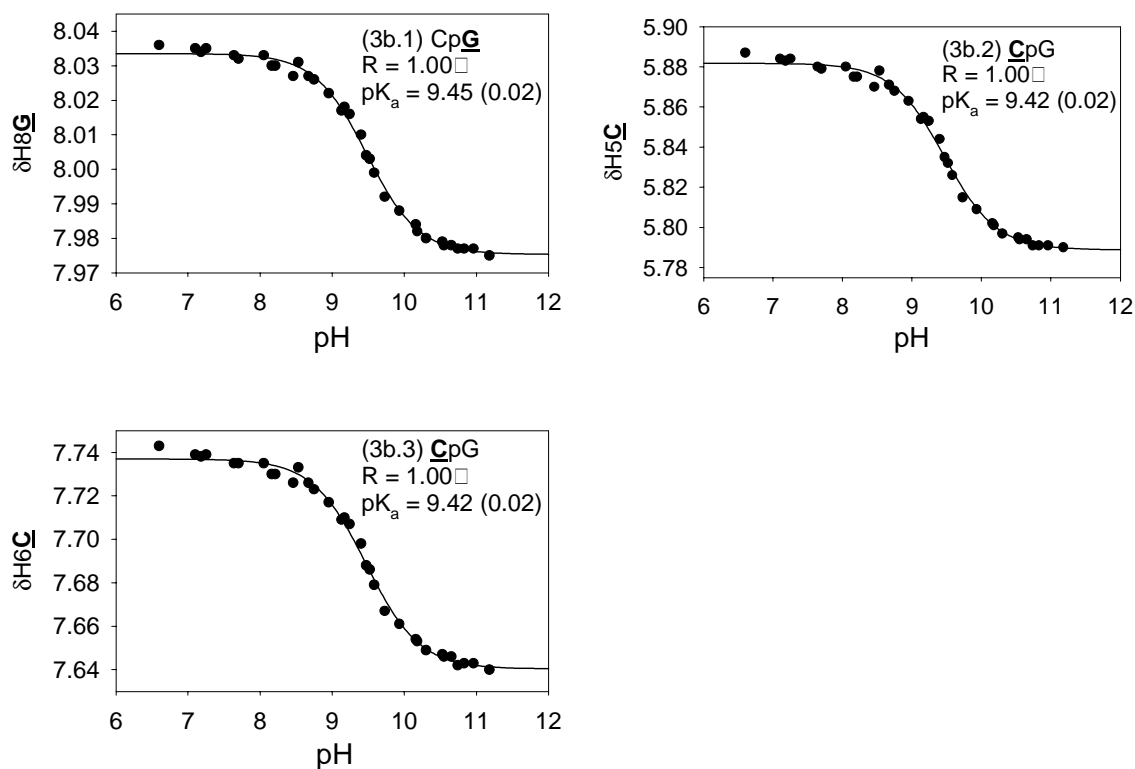 8.04
8.03
8.02
8.01
8.00
7.99
7.98
7.97
6 7 8 9 10 11 12
pH
δH8G
(3b.1) CpG
R = 1.00□
pKa = 9.45 (0.02)
5.90
5.88
5.86
5.84
5.82
5.80
5.78
6 7 8 9 10 11 12
pH
δH5C
(3b.2) CpG
R = 1.00□
pKa = 9.42 (0.02)
7.74
7.72
7.70
7.68
7.66
7.64
6 7 8 9 10 11 12
pH
δH6C
(3b.3) CpG
R = 1.00□
pKa = 9.42 (0.02)